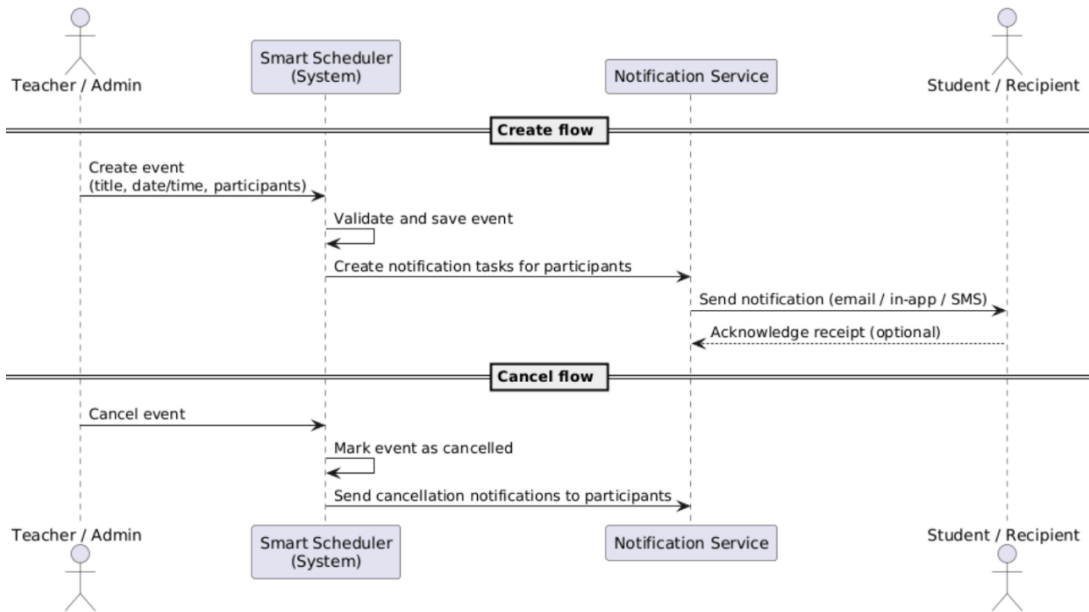 Teacher / Admin
Smart Scheduler
(System)
Notification Service
Student / Recipient
Create flow
Create event
(title, date/time, participants)
Validate and save event
Create notification tasks for participants
Send notification (email / in-app / SMS)
Acknowledge receipt (optional)
Cancel flow
Cancel event
Mark event as cancelled
Send cancellation notifications to participants
Teacher / Admin
Smart Scheduler
(System)
Notification Service
Student / Recipient